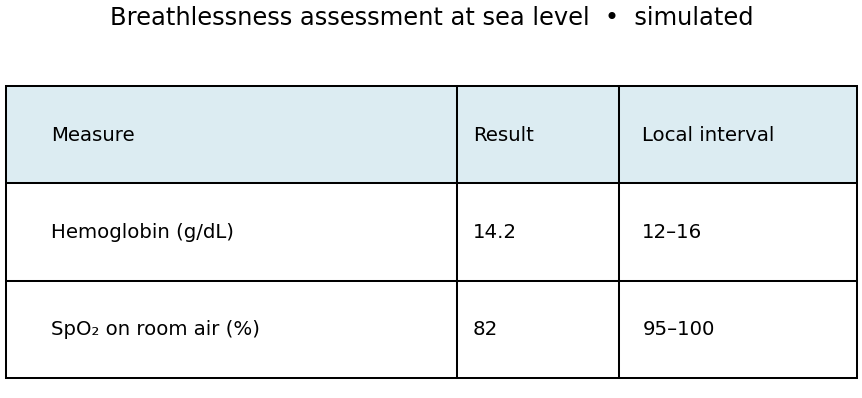 Breathlessness assessment at sea level • simulated
Measure Result Local interval
Hemoglobin (g/dL) 14.2 12–16
SpO₂ on room air (%) 82 95–100